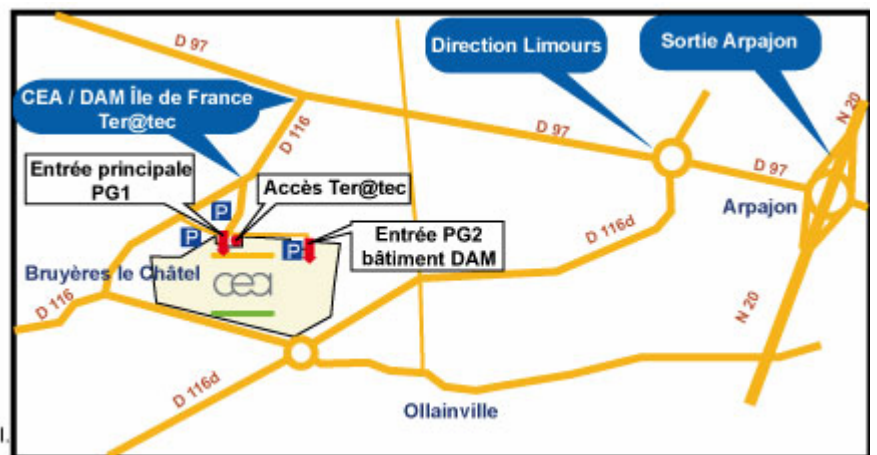 D 97
Direction Limours
Sortie Arpajon
N 20
CEA / DAM Île de France
Ter@tec
D 116
D 97
D 97
Entrée principale
PG1
Accès Ter@tec
P
P
P
Entrée PG2
bâtiment DAM
Arpajon
D 116d
Bruyères le Châtel
cea
D 116
N 20
D 116d
Ollainville
l.